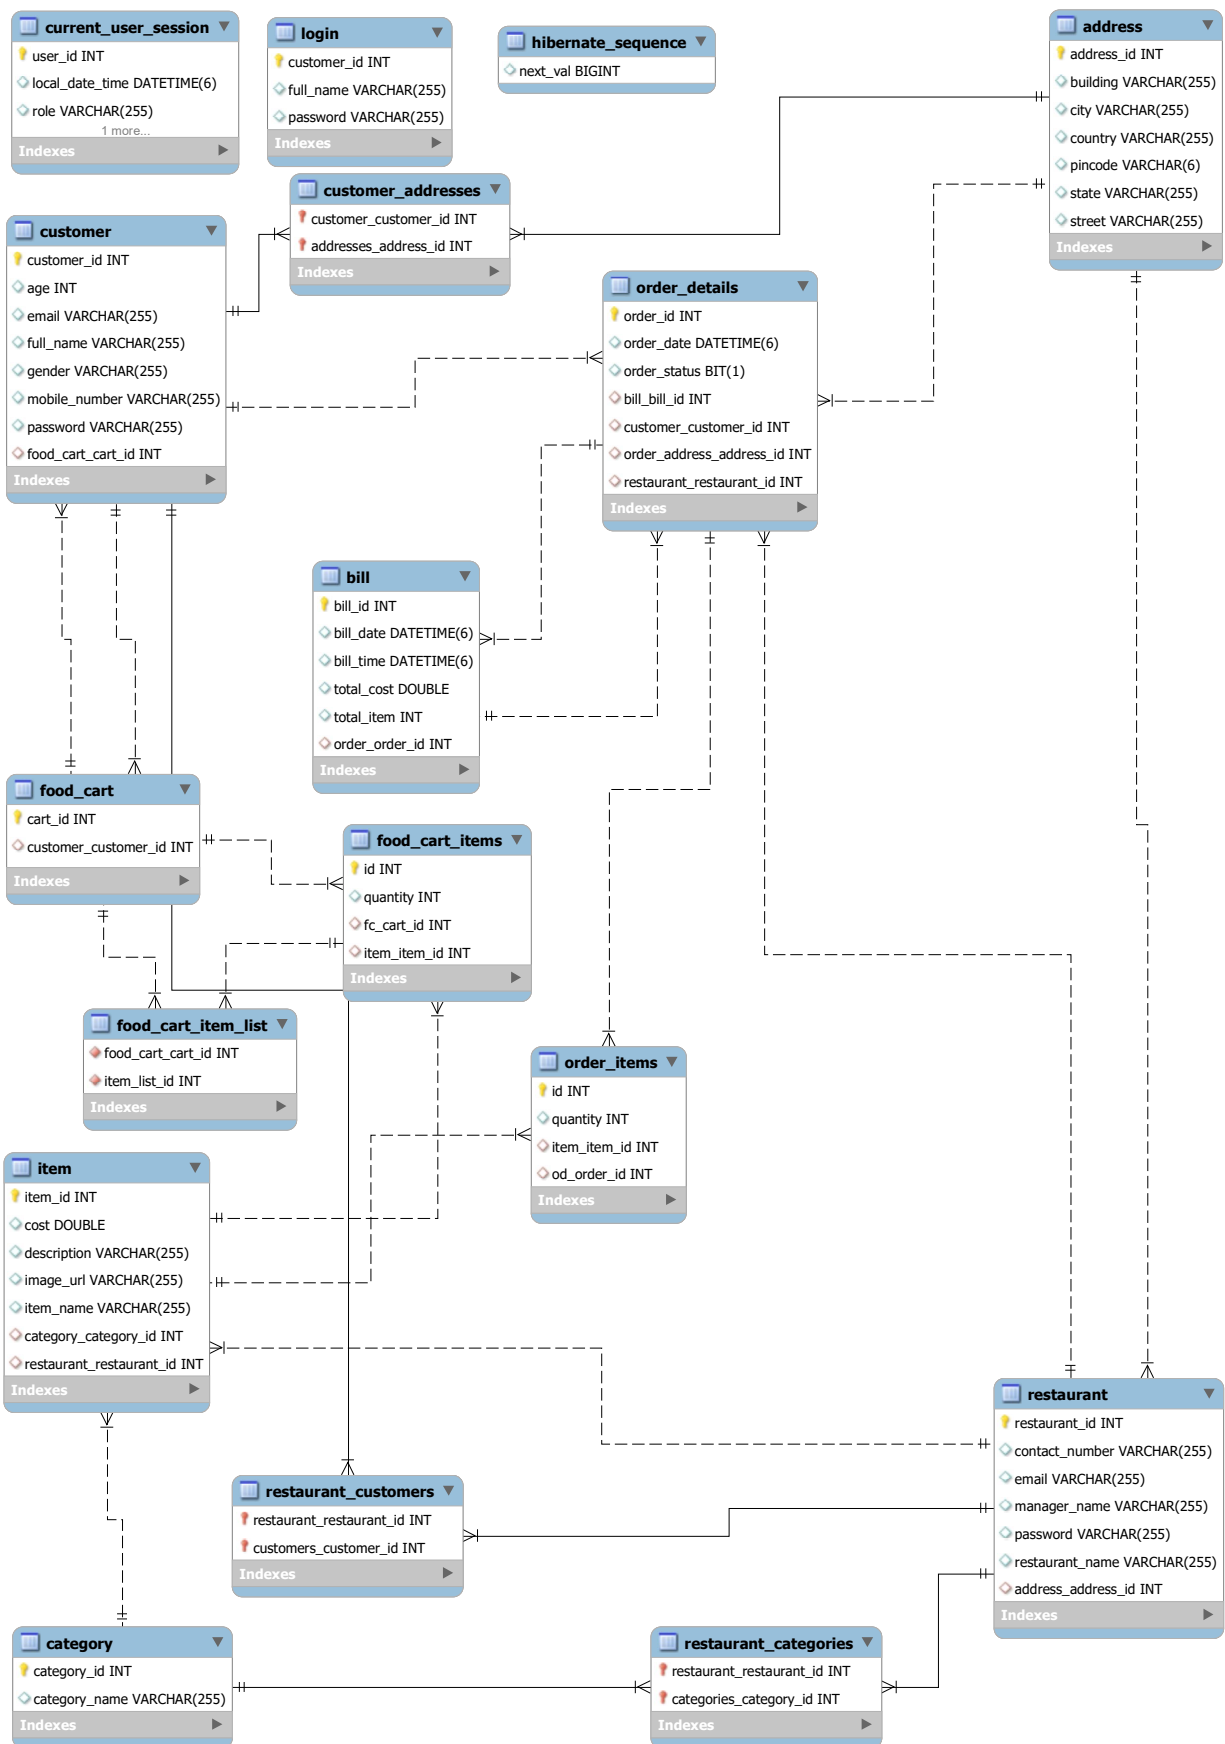 current_user_session
user_id INT
local_date_time DATETIME(6)
role VARCHAR(255)
1 more...
Indexes
login
customer_id INT
full_name VARCHAR(255)
password VARCHAR(255)
Indexes
hibernate_sequence
next_val BIGINT
address
address_id INT
building VARCHAR(255)
city VARCHAR(255)
country VARCHAR(255)
pincode VARCHAR(6)
state VARCHAR(255)
street VARCHAR(255)
Indexes
customer_addresses
customer_customer_id INT
addresses_address_id INT
Indexes
customer
customer_id INT
age INT
email VARCHAR(255)
full_name VARCHAR(255)
gender VARCHAR(255)
mobile_number VARCHAR(255)
password VARCHAR(255)
food_cart_cart_id INT
Indexes
order_details
order_id INT
order_date DATETIME(6)
order_status BIT(1)
bill_bill_id INT
customer_customer_id INT
order_address_address_id INT
restaurant_restaurant_id INT
Indexes
bill
bill_id INT
bill_date DATETIME(6)
bill_time DATETIME(6)
total_cost DOUBLE
total_item INT
order_order_id INT
Indexes
food_cart
cart_id INT
customer_customer_id INT
Indexes
food_cart_items
id INT
quantity INT
fc_cart_id INT
item_item_id INT
Indexes
food_cart_item_list
food_cart_cart_id INT
item_list_id INT
Indexes
order_items
id INT
quantity INT
item_item_id INT
od_order_id INT
Indexes
item
item_id INT
cost DOUBLE
description VARCHAR(255)
image_url VARCHAR(255)
item_name VARCHAR(255)
category_category_id INT
restaurant_restaurant_id INT
Indexes
restaurant
restaurant_id INT
contact_number VARCHAR(255)
email VARCHAR(255)
manager_name VARCHAR(255)
password VARCHAR(255)
restaurant_name VARCHAR(255)
address_address_id INT
Indexes
restaurant_customers
restaurant_restaurant_id INT
customers_customer_id INT
Indexes
category
category_id INT
category_name VARCHAR(255)
Indexes
restaurant_categories
restaurant_restaurant_id INT
categories_category_id INT
Indexes